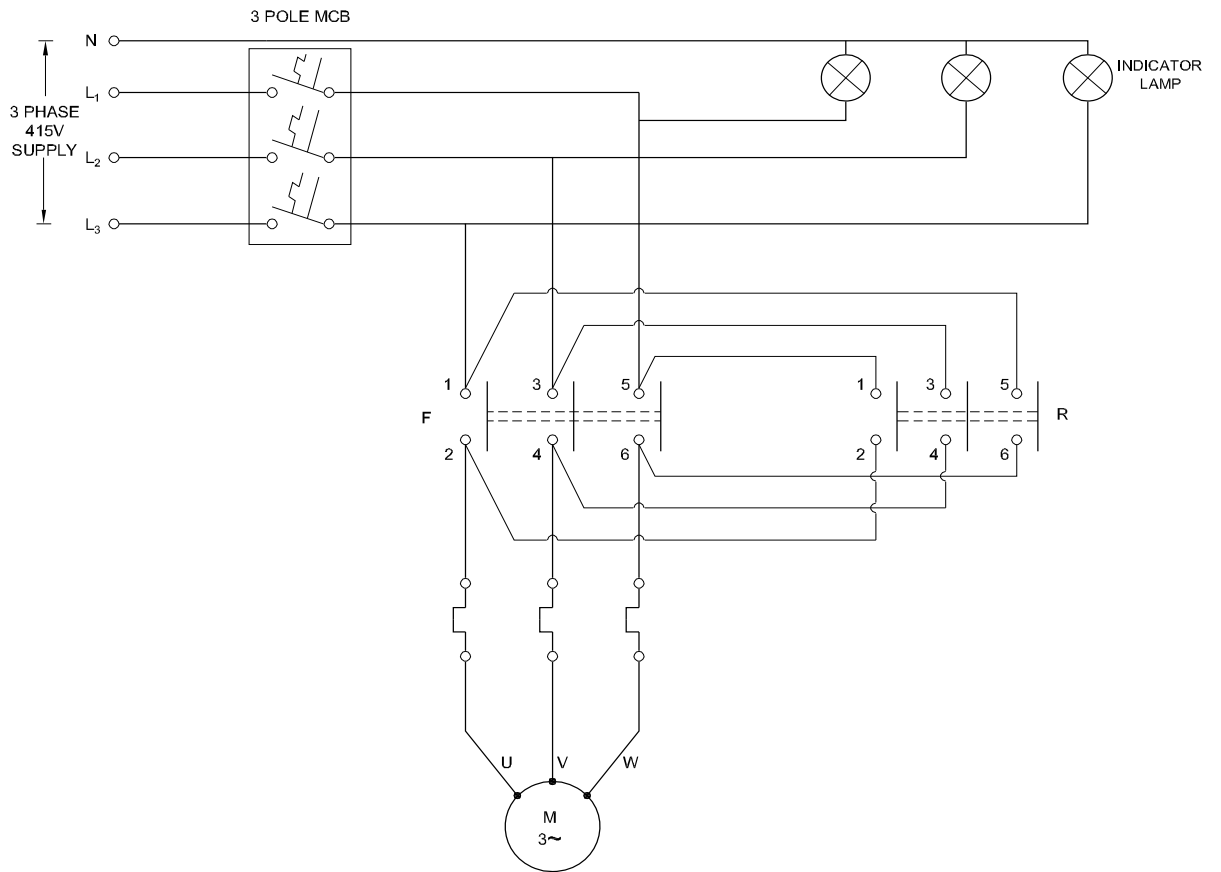 3 POLE MCB
N
L₁
3 PHASE
415V
SUPPLY
L₂
L₃
INDICATOR
LAMP
1
3
5
1
3
5
F
R
2
4
6
2
4
6
U
V
W
M
3~